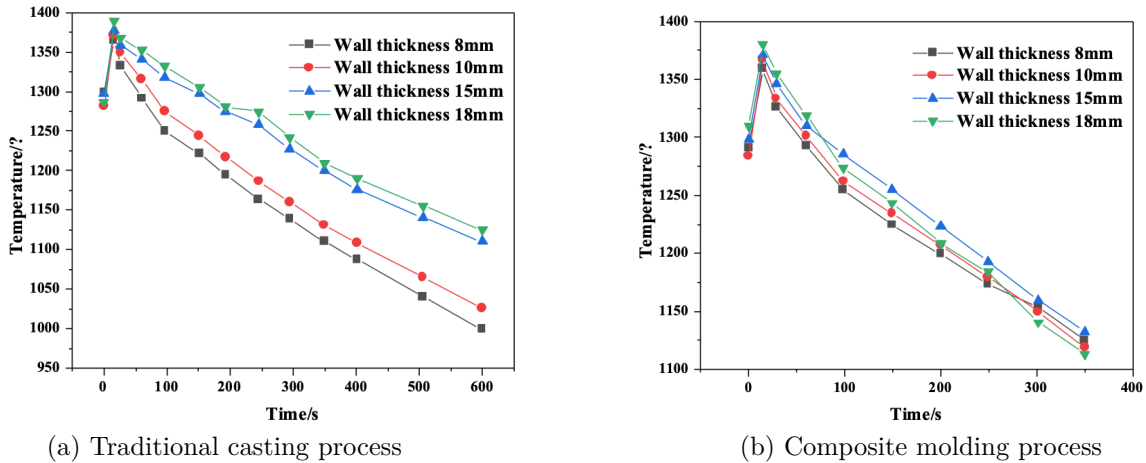 1400
1350
1300
1250
1200
1150
1100
1050
1000
950
Temperature/?
Wall thickness 8mm
Wall thickness 10mm
Wall thickness 15mm
Wall thickness 18mm
0 100 200 300 400 500 600
Time/s
(a) Traditional casting process
1400
1350
1300
1250
1200
1150
1100
Temperature/?
Wall thickness 8mm
Wall thickness 10mm
Wall thickness 15mm
Wall thickness 18mm
0 100 200 300 400
Time/s
(b) Composite molding process